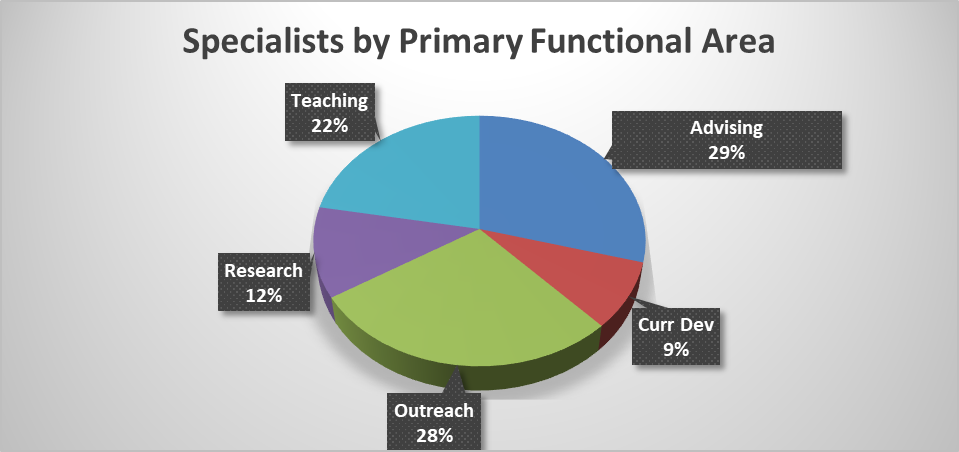 Specialists by Primary Functional Area
Teaching
22%
Advising
29%
Research
12%
Curr Dev
9%
Outreach
28%